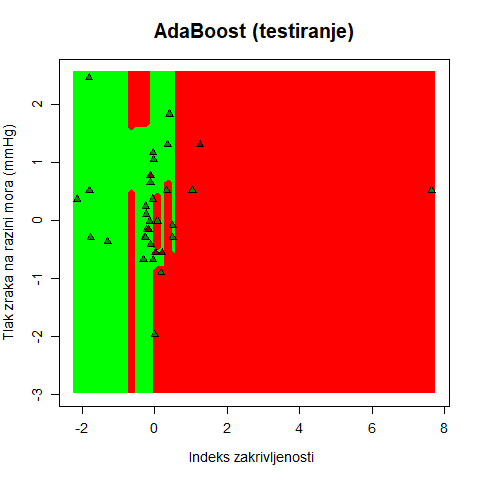 AdaBoost (testiranje)
Tlak zraka na razini mora (mmHg)
2
1
0
-1
-2
-3
-2 0 2 4 6 8
Indeks zakrivljenosti